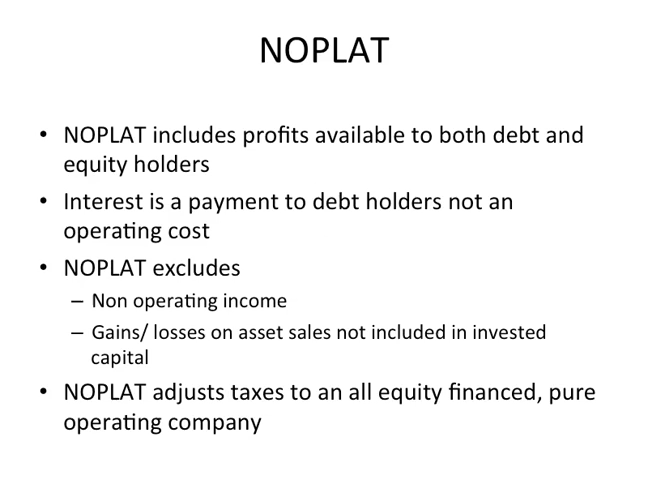 NOPLAT
• NOPLAT includes profits available to both debt and
equity holders
• Interest is a payment to debt holders not an
operating cost
• NOPLAT excludes
– Non operating income
– Gains/ losses on asset sales not included in invested
capital
• NOPLAT adjusts taxes to an all equity financed, pure
operating company